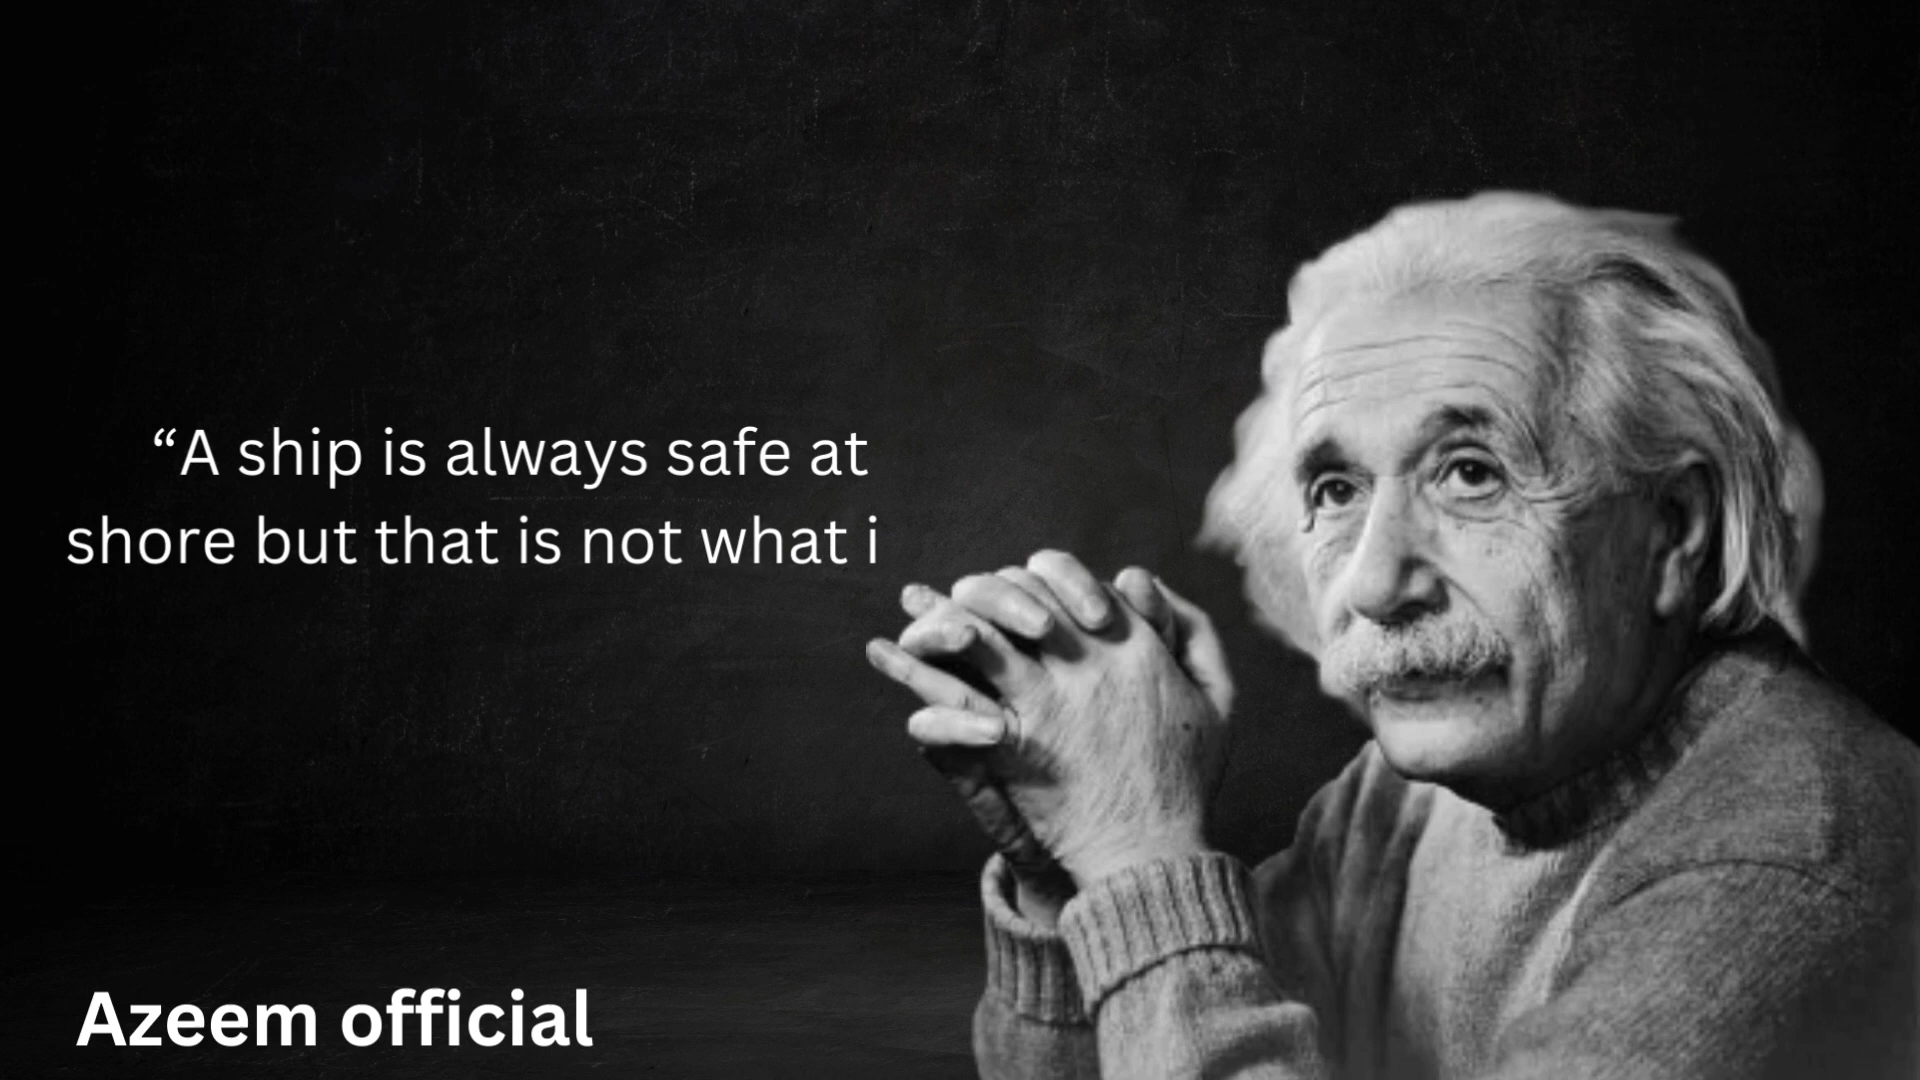 “A ship is always safe at
shore but that is not what i
Azeem official